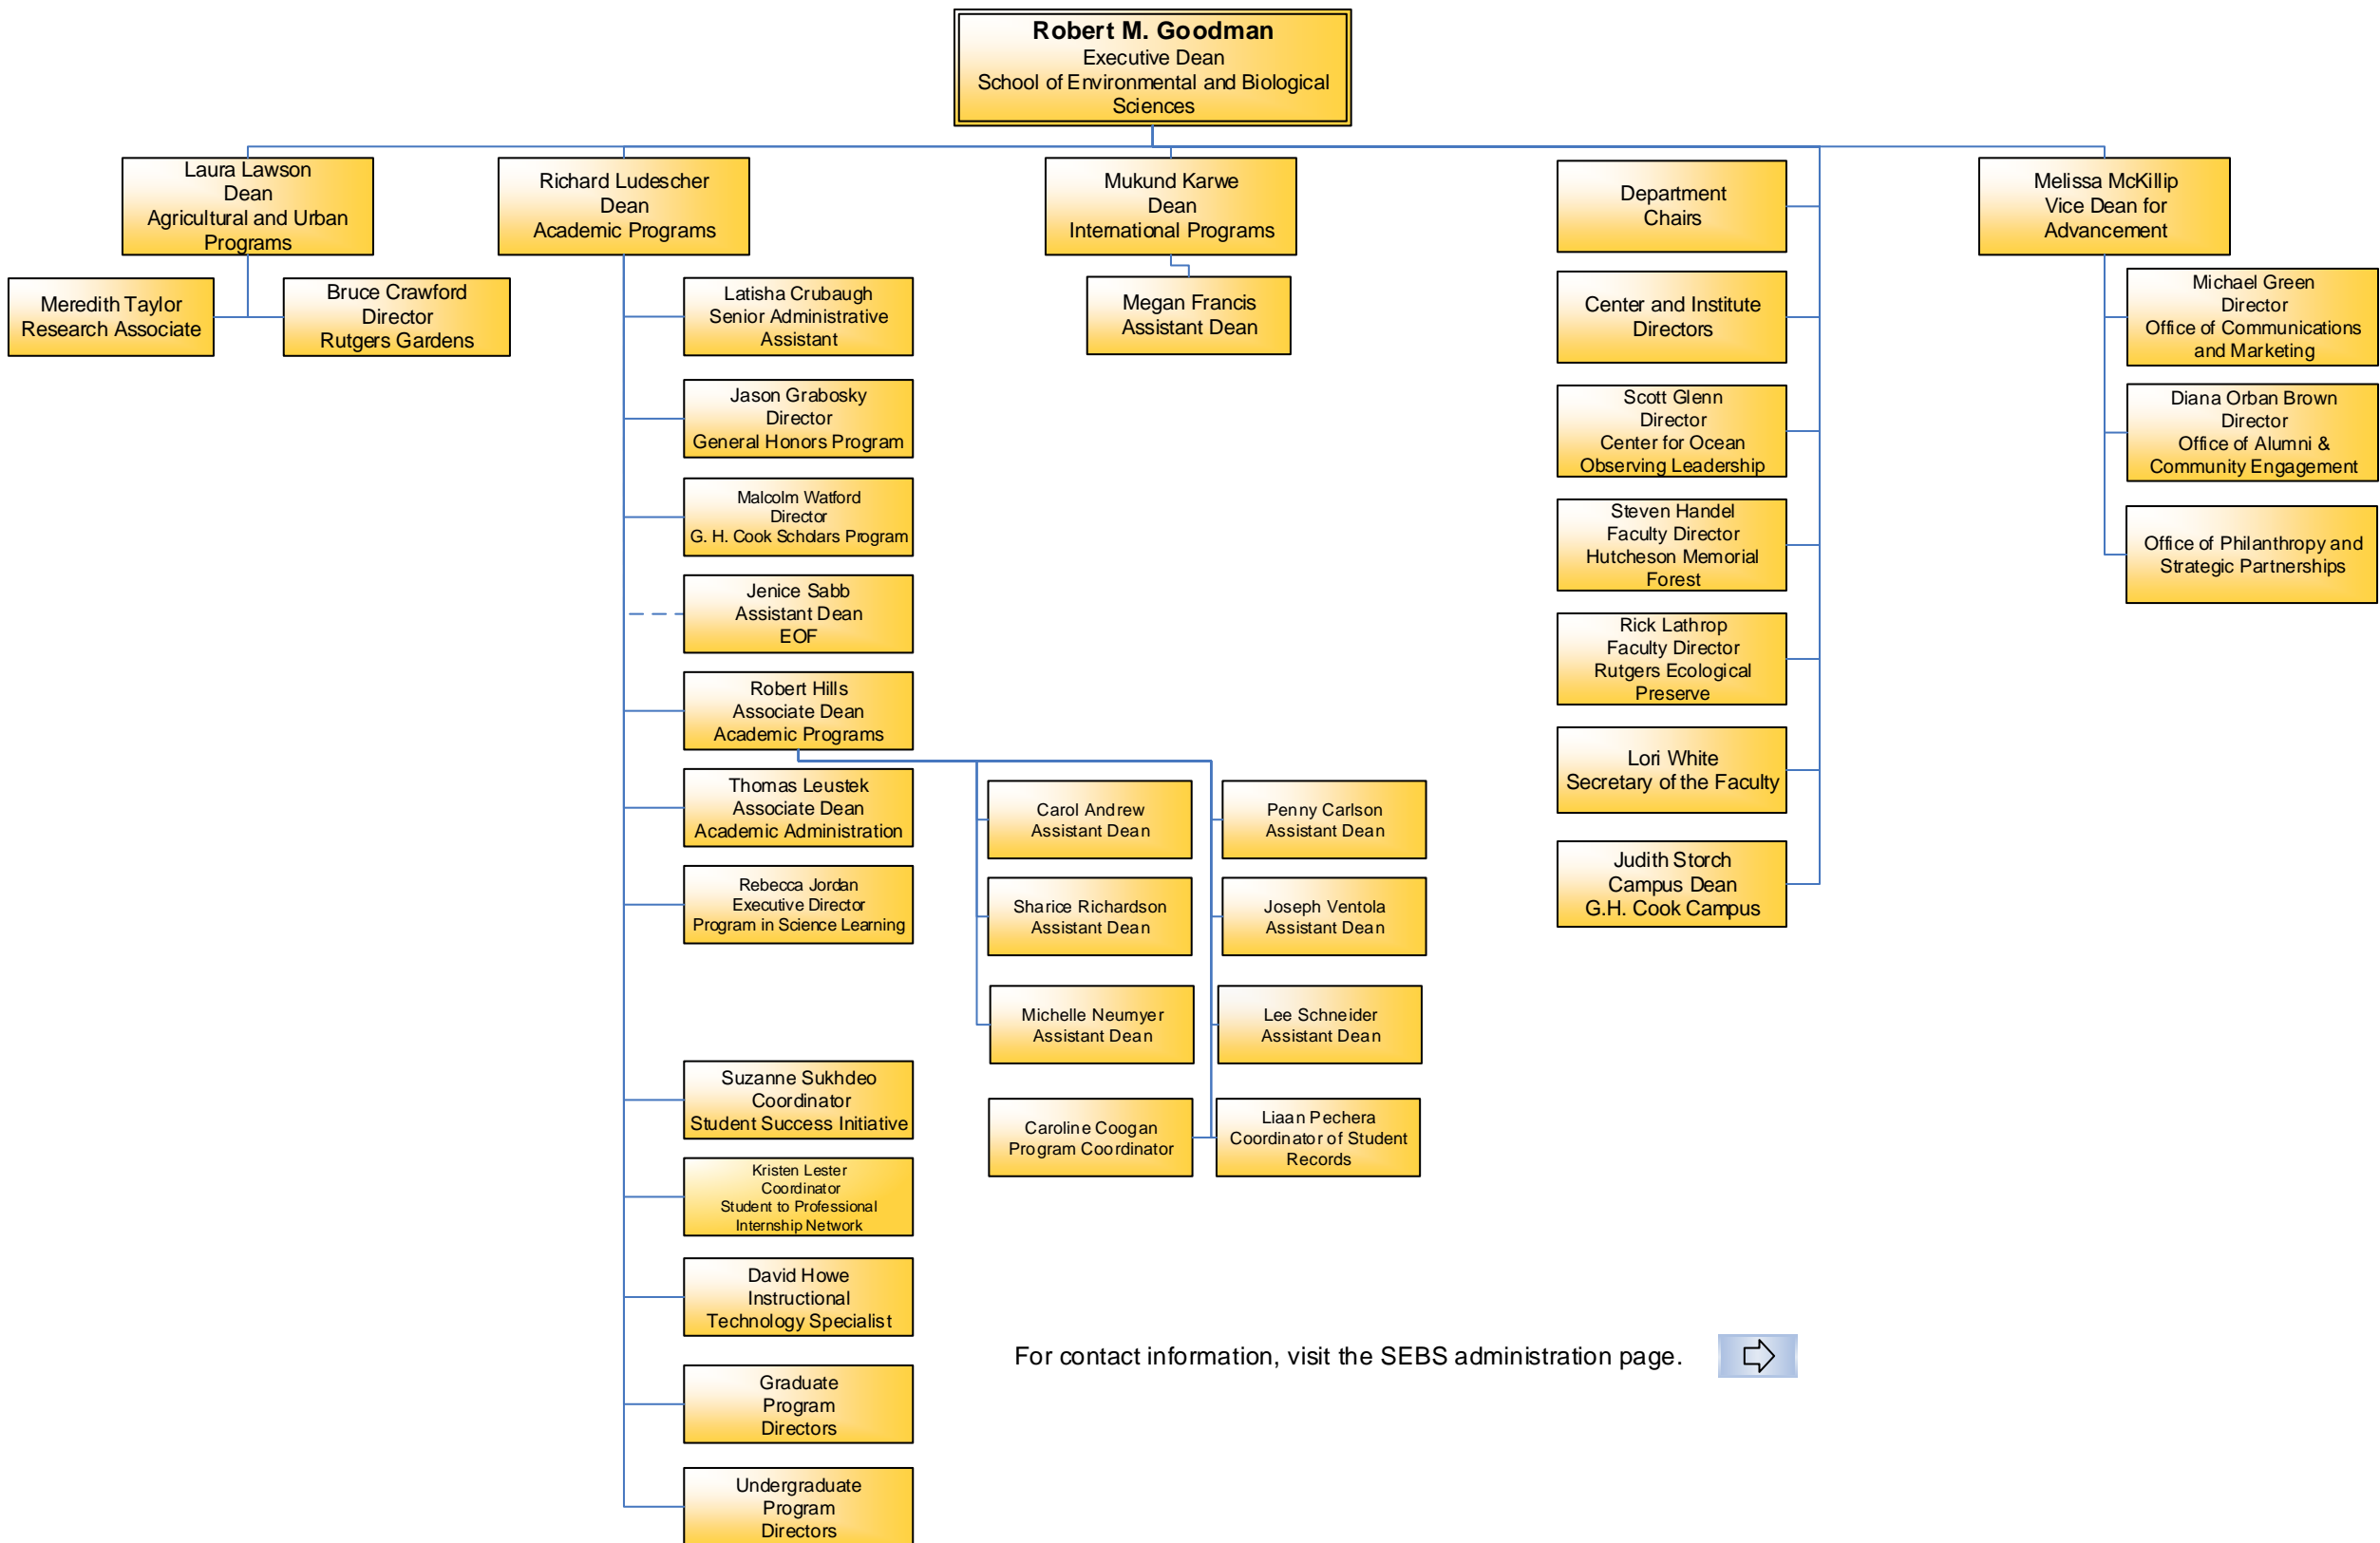 Robert M. Goodman
Executive Dean
School of Environmental and Biological
Sciences
Laura Lawson
Dean
Agricultural and Urban
Programs
Richard Ludescher
Dean
Academic Programs
Mukund Karwe
Dean
International Programs
Department
Chairs
Melissa McKillip
Vice Dean for
Advancement
Meredith Taylor
Research Associate
Bruce Crawford
Director
Rutgers Gardens
Latisha Crubaugh
Senior Administrative
Assistant
Jason Grabosky
Director
General Honors Program
Malcolm Watford
Director
G. H. Cook Scholars Program
Jenice Sabb
Assistant Dean
EOF
Robert Hills
Associate Dean
Academic Programs
Thomas Leustek
Associate Dean
Academic Administration
Rebecca Jordan
Executive Director
Program in Science Learning
Suzanne Sukhdeo
Coordinator
Student Success Initiative
Kristen Lester
Coordinator
Student to Professional
Internship Network
David Howe
Instructional
Technology Specialist
Graduate
Program
Directors
Undergraduate
Program
Directors
Carol Andrew
Assistant Dean
Penny Carlson
Assistant Dean
Sharice Richardson
Assistant Dean
Joseph Ventola
Assistant Dean
Michelle Neumyer
Assistant Dean
Lee Schneider
Assistant Dean
Caroline Coogan
Program Coordinator
Liaan Pechera
Coordinator of Student
Records
Megan Francis
Assistant Dean
Center and Institute
Directors
Scott Glenn
Director
Center for Ocean
Observing Leadership
Steven Handel
Faculty Director
Hutcheson Memorial
Forest
Rick Lathrop
Faculty Director
Rutgers Ecological
Preserve
Lori White
Secretary of the Faculty
Judith Storch
Campus Dean
G.H. Cook Campus
Michael Green
Director
Office of Communications
and Marketing
Diana Orban Brown
Director
Office of Alumni &
Community Engagement
Office of Philanthropy and
Strategic Partnerships
For contact information, visit the SEBS administration page.